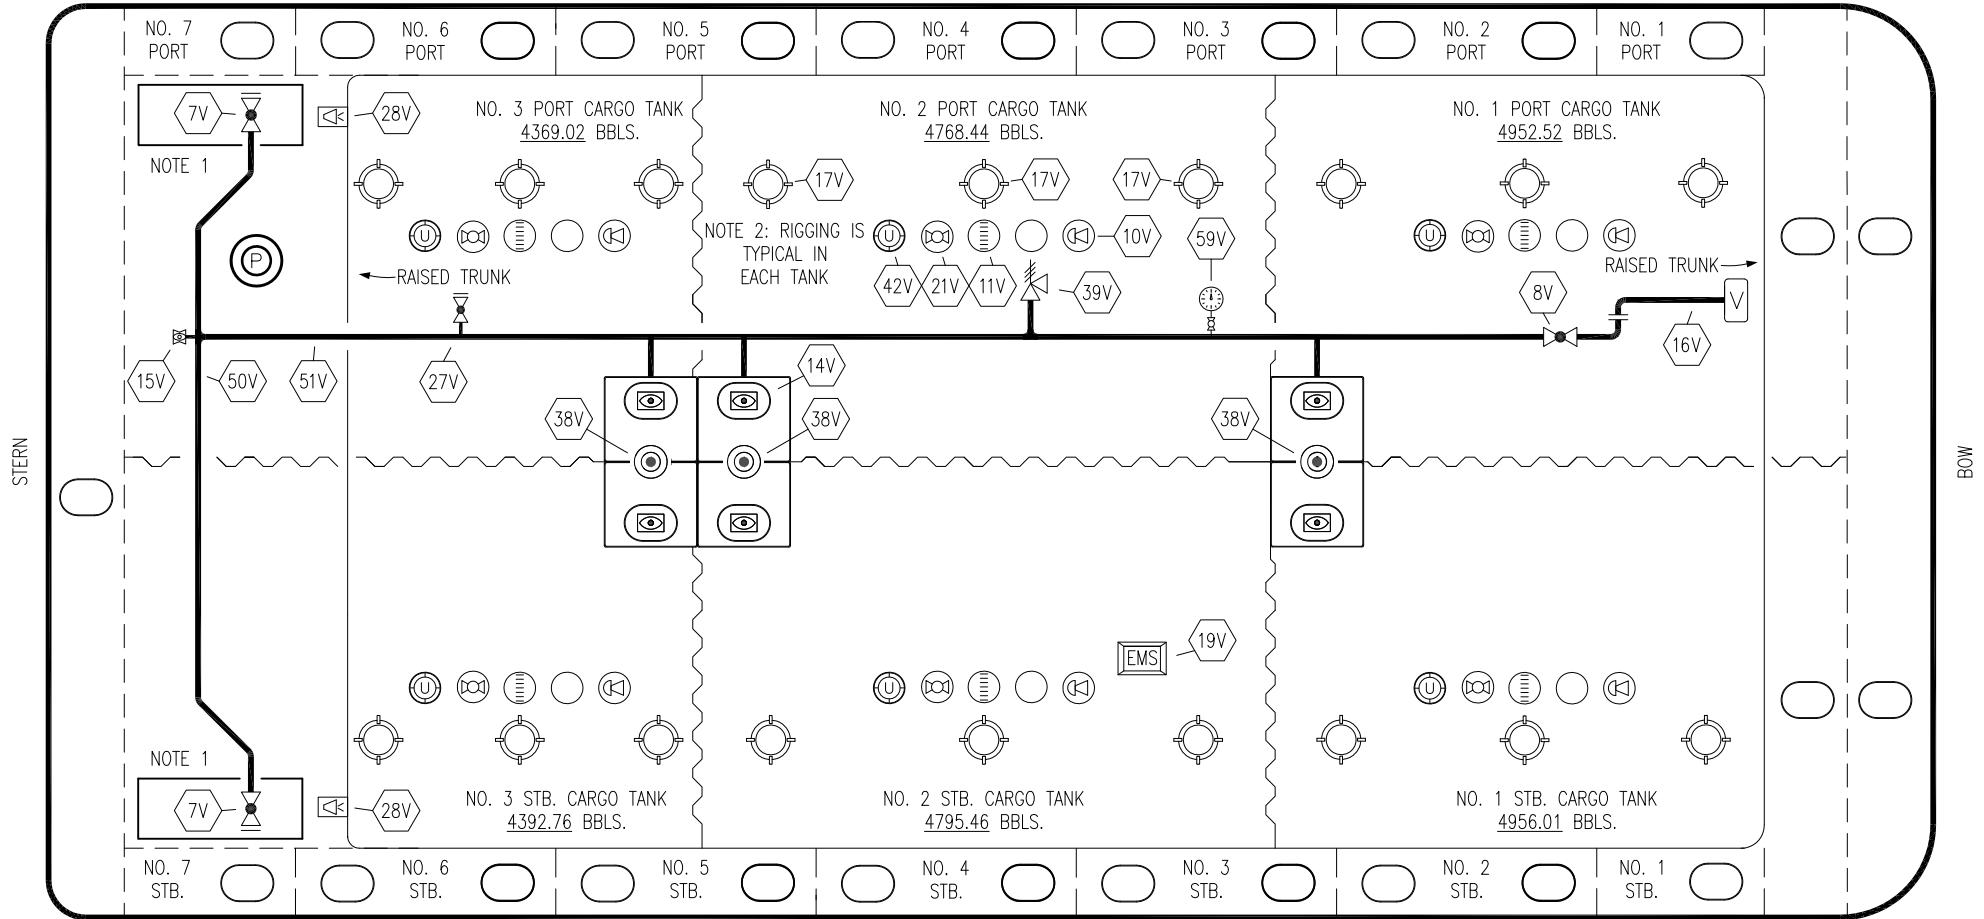 NO. 7
PORT
NO. 6
PORT
NO. 5
PORT
NO. 4
PORT
NO. 3
PORT
NO. 2
PORT
NO. 1
PORT
7V
28V
NOTE 1
NO. 3 PORT CARGO TANK
4369.02 BBLS.
NO. 2 PORT CARGO TANK
4768.44 BBLS.
NO. 1 PORT CARGO TANK
4952.52 BBLS.
17V
17V
17V
P
U
NOTE 2: RIGGING IS
TYPICAL IN
EACH TANK
U
10V
59V
U
RAISED TRUNK
42V
21V
11V
39V
RAISED TRUNK
8V
V
16V
15V
50V
51V
27V
14V
38V
38V
38V
STERN
BOW
19V
EMS
U
U
U
NOTE 1
7V
28V
NO. 3 STB. CARGO TANK
4392.76 BBLS.
NO. 2 STB. CARGO TANK
4795.46 BBLS.
NO. 1 STB. CARGO TANK
4956.01 BBLS.
NO. 7
STB.
NO. 6
STB.
NO. 5
STB.
NO. 4
STB.
NO. 3
STB.
NO. 2
STB.
NO. 1
STB.